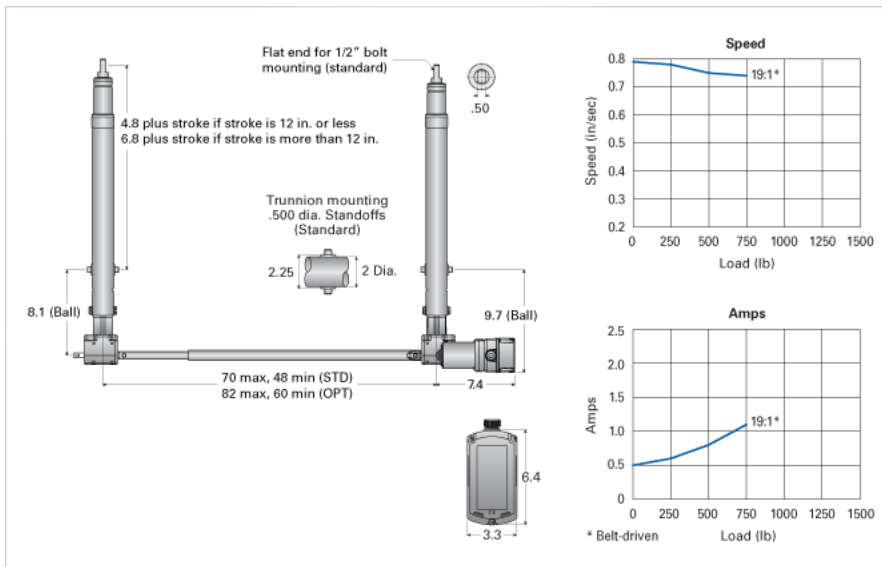 Flat end for 1/2" bolt
mounting (standard)
.50
4.8 plus stroke if stroke is 12 in. or less
6.8 plus stroke if stroke is more than 12 in.
Trunnion mounting
.500 dia. Standoffs
(Standard)
2.25
2 Dia.
8.1 (Ball)
9.7 (Ball)
70 max, 48 min (STD)
82 max, 60 min (OPT)
7.4
6.4
3.3
Speed
Speed (in/sec)
0.8
0.7
0.6
0.5
0.4
0.3
0.2
19:1*
0 250 500 750 1000 1250 1500
Load (lb)
Amps
Amps
2.5
2.0
1.5
1.0
0.5
0
19:1*
0 250 500 750 1000 1250 1500
* Belt-driven
Load (lb)